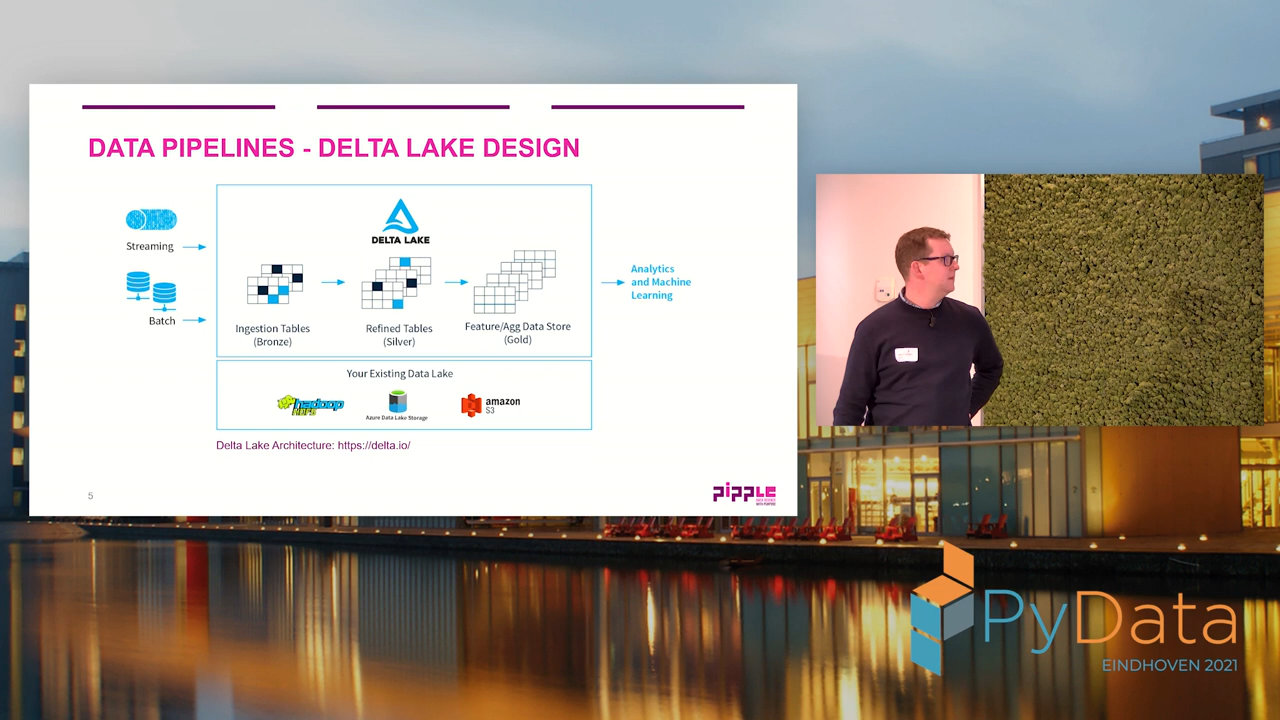 DATA PIPELINES - DELTA LAKE DESIGN
Streaming
Batch
DELTA LAKE
Ingestion Tables
(Bronze)
Refined Tables
(Silver)
Feature/Agg Data Store
(Gold)
Analytics
and Machine
Learning
Your Existing Data Lake
hadoop
HDFS
Azure Data Lake Storage
amazon
S3
Delta Lake Architecture: https://delta.io/
5
pipple
PyData
EINDHOVEN 2021